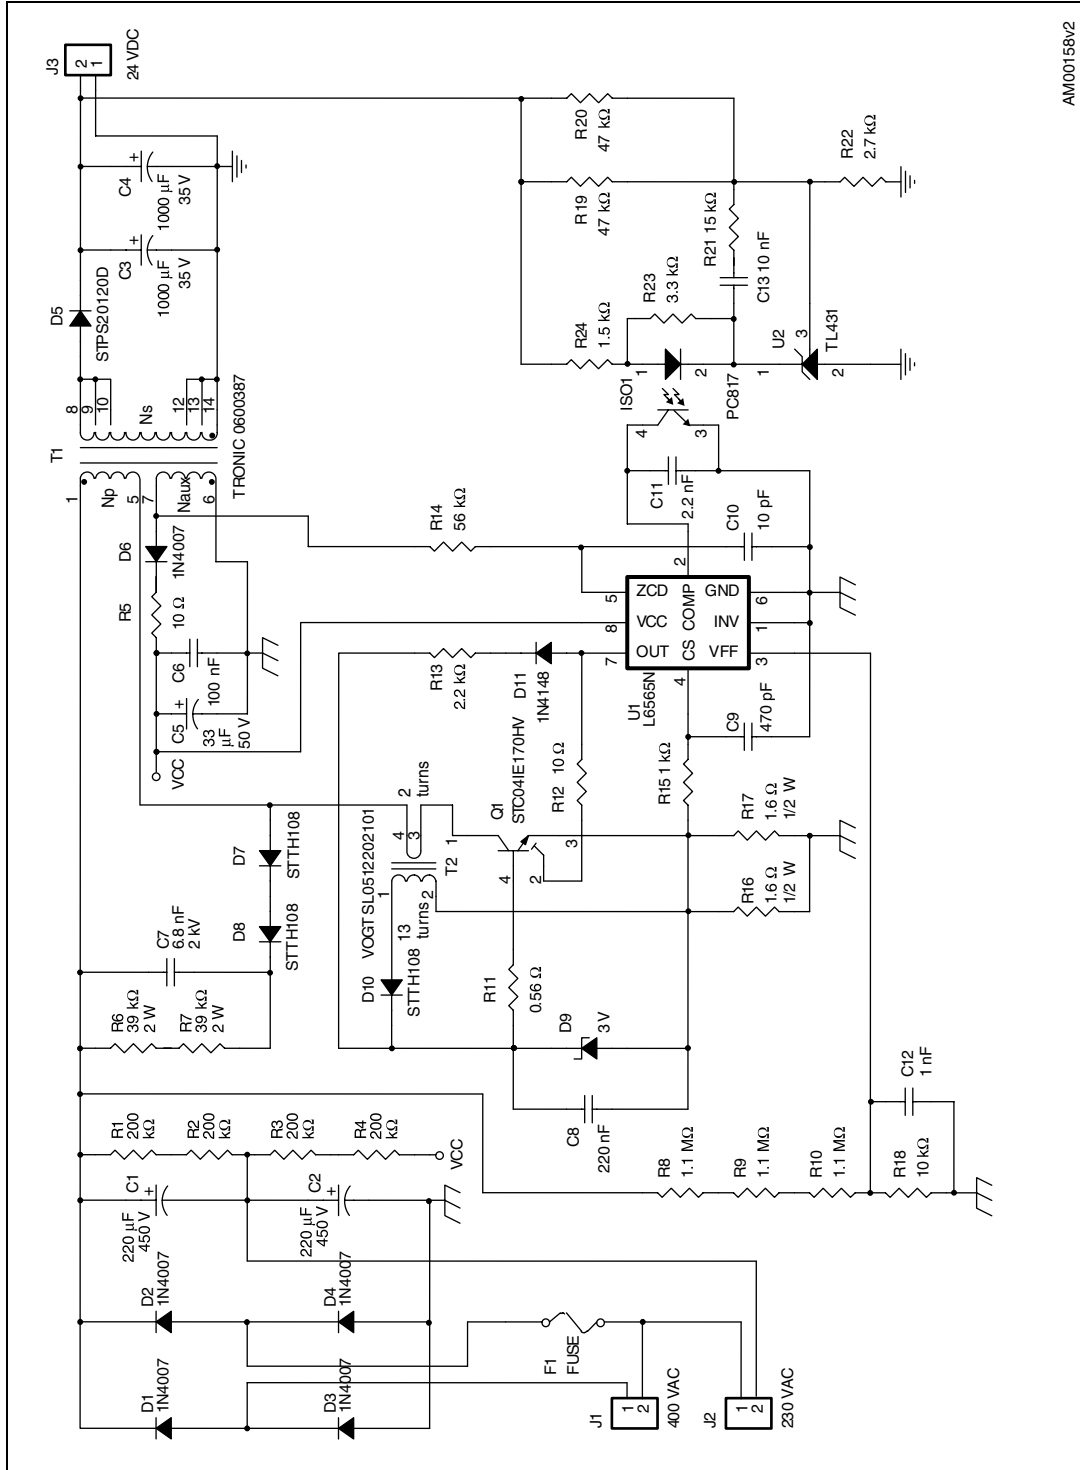 AM00158v2
J3
2
1
24 VDC
C4
+
1000 µF
35 V
C3
+
1000 µF
35 V
D5
STPS20120D
8
9
10
12
13
14
Ns
T1
TRONIC 0600387
1
Np
5
7
Naux
6
D6
1N4007
R5
10 Ω
C6
100 nF
C5
+
33
µF
50 V
VCC
R20
47 kΩ
R19
47 kΩ
R22
2.7 kΩ
R21 15 kΩ
C13 10 nF
R23
3.3 kΩ
R24
1.5 kΩ
ISO1
1
2
4
3
PC817
U2
1
3
2
TL431
C11
2.2 nF
C10
10 pF
R14
56 kΩ
5
ZCD
8
VCC
7
OUT
2
COMP
CS
4
GND
6
INV
1
VFF
3
U1
L6565N
R13
2.2 kΩ
D11
1N4148
R12 10 Ω
C9
470 pF
R15 1 kΩ
R17
1.6 Ω
1/2 W
R16
1.6 Ω
1/2 W
Q1
STC04IE170HV
4
2
3
1
2
turns
4
3
T2
VOGT SL0512202101
1
2
13
turns
D10
STTH108
R11
0.56 Ω
D9
3 V
C8
220 nF
D7
STTH108
D8
STTH108
C7
6.8 nF
2 kV
R6
39 kΩ
2 W
R7
39 kΩ
2 W
R1
200
kΩ
R2
200
kΩ
R3
200
kΩ
R4
200
kΩ
VCC
C1
+
220 µF
450 V
C2
+
220 µF
450 V
D2
1N4007
D4
1N4007
D1
1N4007
D3
1N4007
R8
1.1 MΩ
R9
1.1 MΩ
R10
1.1 MΩ
R18
10 kΩ
C12
1 nF
F1
FUSE
J1
1
2
400 VAC
J2
1
2
230 VAC